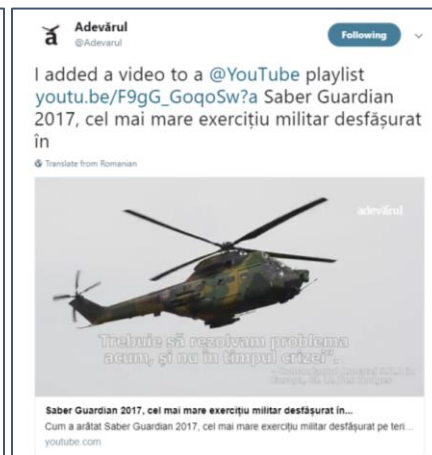 Adevărul
@Adevarul
Following
I added a video to a @YouTube playlist
youtu.be/F9gG_GoqoSw?a Saber Guardian
2017, cel mai mare exercițiu militar desfășurat
în
Translate from Romanian
adevărul
Trebuie să rezolvam problema
acum, și nu în timpul crizei".
Saber Guardian 2017, cel mai mare exercițiu militar desfășurat în...
Cum a arătat Saber Guardian 2017, cel mai mare exercițiu militar desfășurat pe teri...
youtube.com